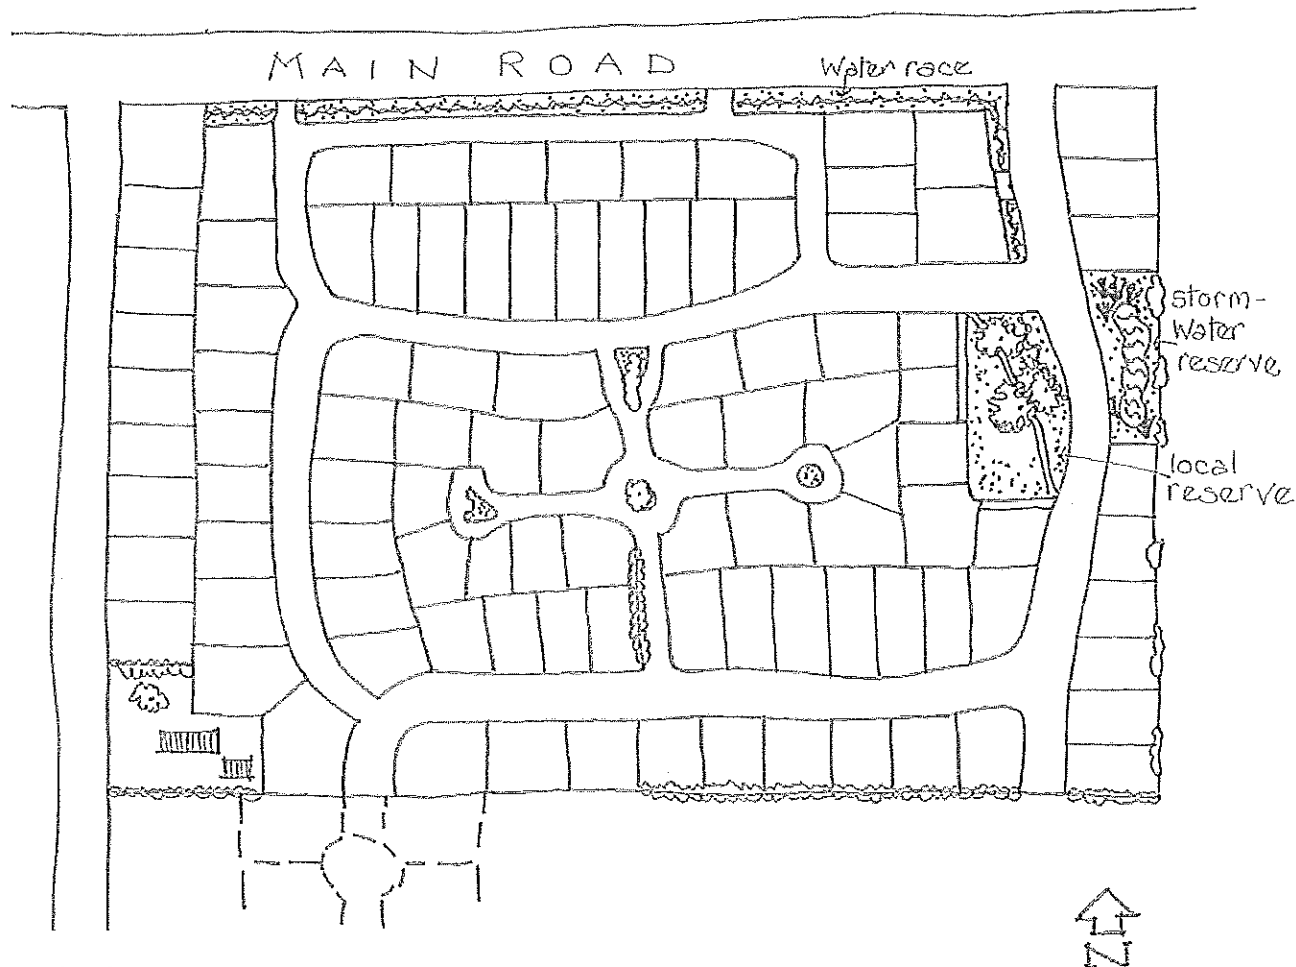 MAIN ROAD
Water race
storm-
Water
reserve
local
reserve
N